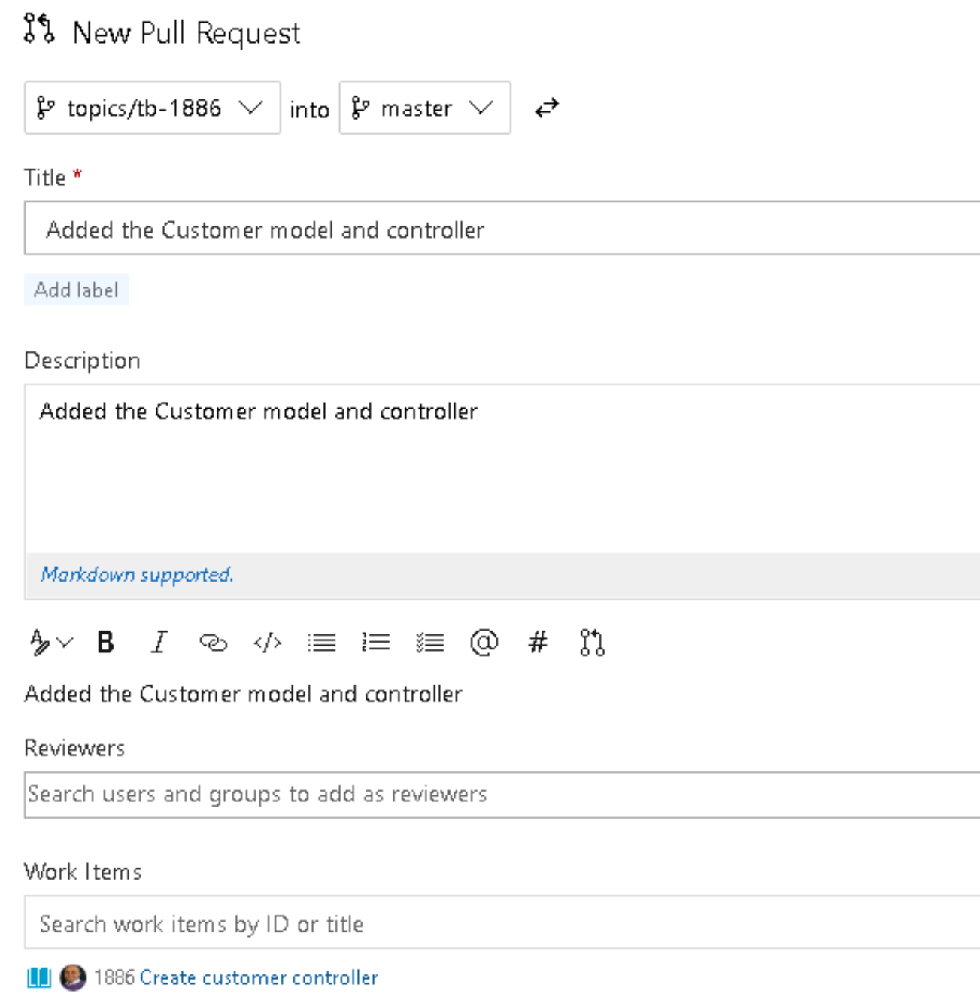 New Pull Request
topics/tb-1886 into master
Title *
Added the Customer model and controller
Add label
Description
Added the Customer model and controller
Markdown supported.
B I </> @ #
Added the Customer model and controller
Reviewers
Search users and groups to add as reviewers
Work Items
Search work items by ID or title
1886 Create customer controller